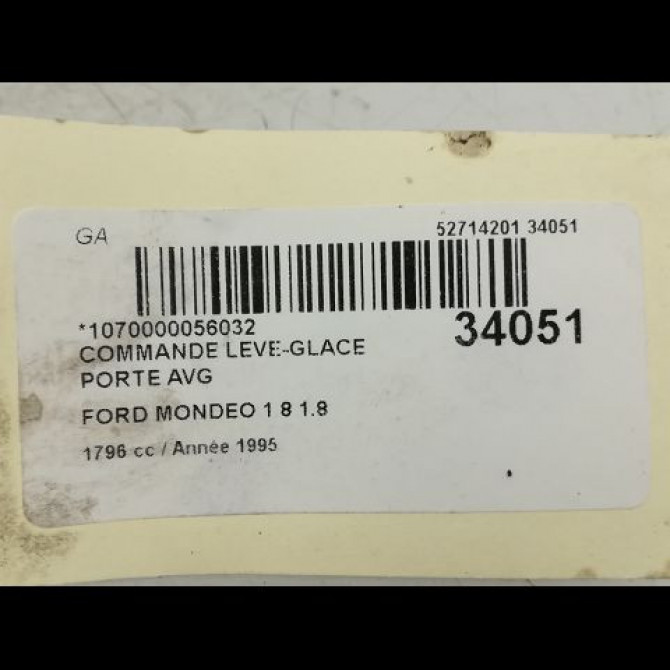 GA
52714201 34051
*1070000056032
34051
COMMANDE LEVE-GLACE
PORTE AVG
FORD MONDEO 1 8 1.8
1796 cc / Année 1995